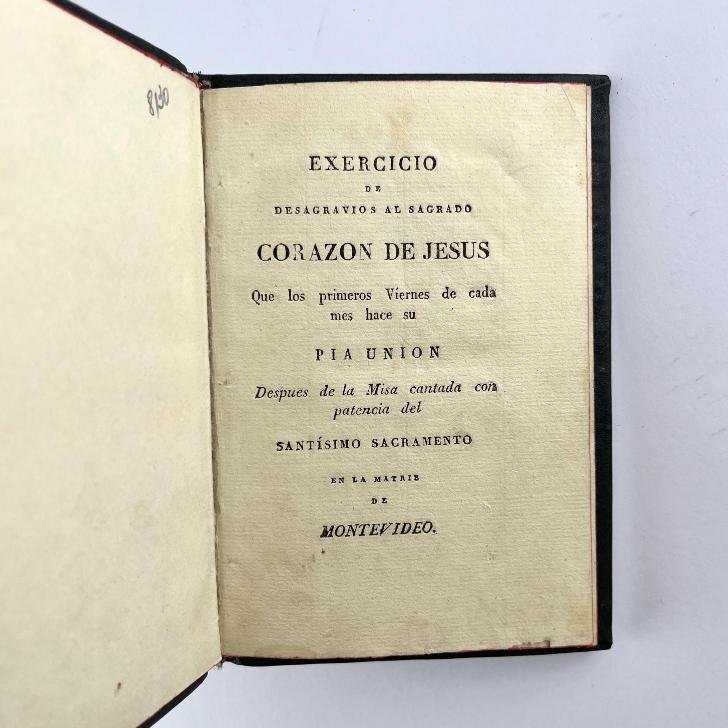 8150
EXERCICIO
DE
DESAGRAVIOS AL SAGRADO
CORAZON DE JESUS
Que los primeros Víernes de cada
mes hace su
PIA UNION
Despues de la Misa cantada con
patencia del
SANTÍSIMO SACRAMENTO
EN LA MATRIZ
DE
MONTEVIDEO.